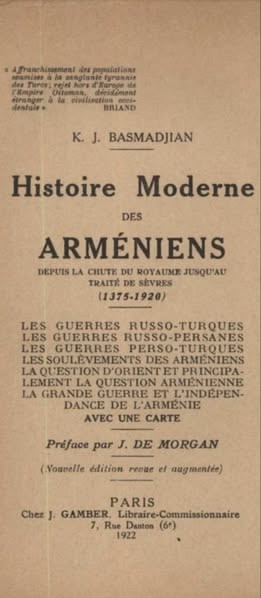 « Affranchissement des populations
soumises à la sanglante tyrannie
des Turcs ; rejet hors d'Europe de
l'Empire Ottoman, décidément
étranger à la civilisation occi-
dentale » BRIAND
K. J. BASMADJIAN
Histoire Moderne
DES
ARMÉNIENS
DEPUIS LA CHUTE DU ROYAUME JUSQU'AU
TRAITÉ DE SÈVRES
(1375-1920)
LES GUERRES RUSSO-TURQUES
LES GUERRES RUSSO-PERSANES
LES GUERRES PERSO-TURQUES
LES SOULÈVEMENTS DES ARMÉNIENS
LA QUESTION D'ORIENT ET PRINCIPA-
LEMENT LA QUESTION ARMÉNIENNE
LA GRANDE GUERRE ET L'INDÉPEN-
DANCE DE L'ARMÉNIE
AVEC UNE CARTE
Préface par J. DE MORGAN
(Nouvelle édition revue et augmentée)
PARIS
Chez J. GAMBER, Libraire-Commissionnaire
7, Rue Danton (6e)
1922